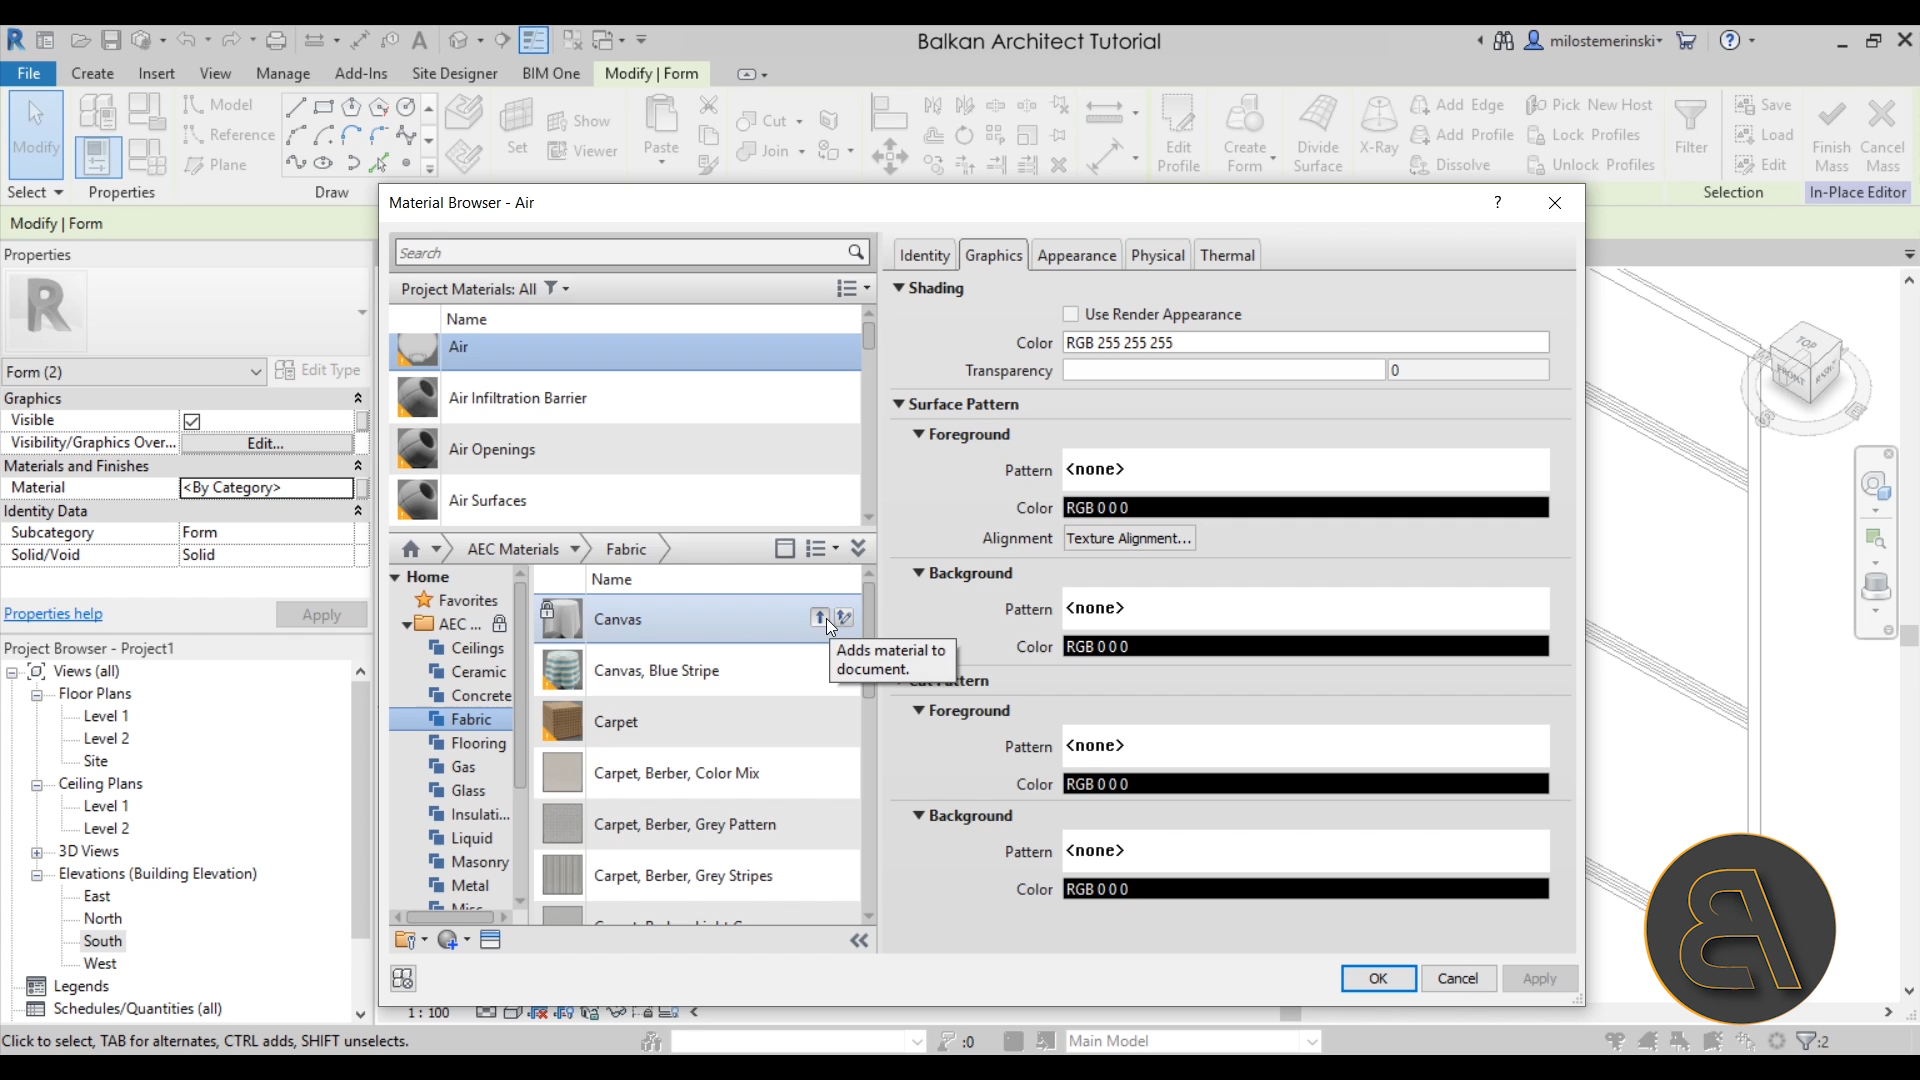 Balkan Architect Tutorial
milostemerinski
File
Create
Insert
View
Manage
Add-Ins
Site Designer
BIM One
Modify | Form
Modify
Select
Properties
Model
Reference
Plane
Draw
Set
Show
Viewer
Paste
Cut
Join
Edit Profile
Create Form
Divide Surface
X-Ray
Add Edge
Add Profile
Dissolve
Pick New Host
Lock Profiles
Unlock Profiles
Filter
Save
Load
Edit
Selection
Finish Mass
Cancel Mass
In-Place Editor
Modify | Form
Properties
Form (2)
Edit Type
Graphics
Visible
Visibility/Graphics Over... Edit...
Materials and Finishes
Material <By Category>
Identity Data
Subcategory Form
Solid/Void Solid
Properties help
Apply
Project Browser - Project1
Views (all)
Floor Plans
Level 1
Level 2
Site
Ceiling Plans
Level 1
Level 2
3D Views
Elevations (Building Elevation)
East
North
South
West
Legends
Schedules/Quantities (all)
Material Browser - Air
?
Search
Project Materials: All
Name
Air
Air Infiltration Barrier
Air Openings
Air Surfaces
AEC Materials
Fabric
Home
Favorites
AEC ...
Ceilings
Ceramic
Concrete
Fabric
Flooring
Gas
Glass
Insulati...
Liquid
Masonry
Metal
Name
Canvas
Canvas, Blue Stripe
Carpet
Carpet, Berber, Color Mix
Carpet, Berber, Grey Pattern
Carpet, Berber, Grey Stripes
Adds material to
document.
Identity
Graphics
Appearance
Physical
Thermal
Shading
Use Render Appearance
Color RGB 255 255 255
Transparency 0
Surface Pattern
Foreground
Pattern <none>
Color RGB 0 0 0
Alignment Texture Alignment...
Background
Pattern <none>
Color RGB 0 0 0
Foreground
Pattern <none>
Color RGB 0 0 0
Background
Pattern <none>
Color RGB 0 0 0
OK
Cancel
Apply
TOP
FRONT
1 : 100
Click to select, TAB for alternates, CTRL adds, SHIFT unselects.
:0
Main Model
:2